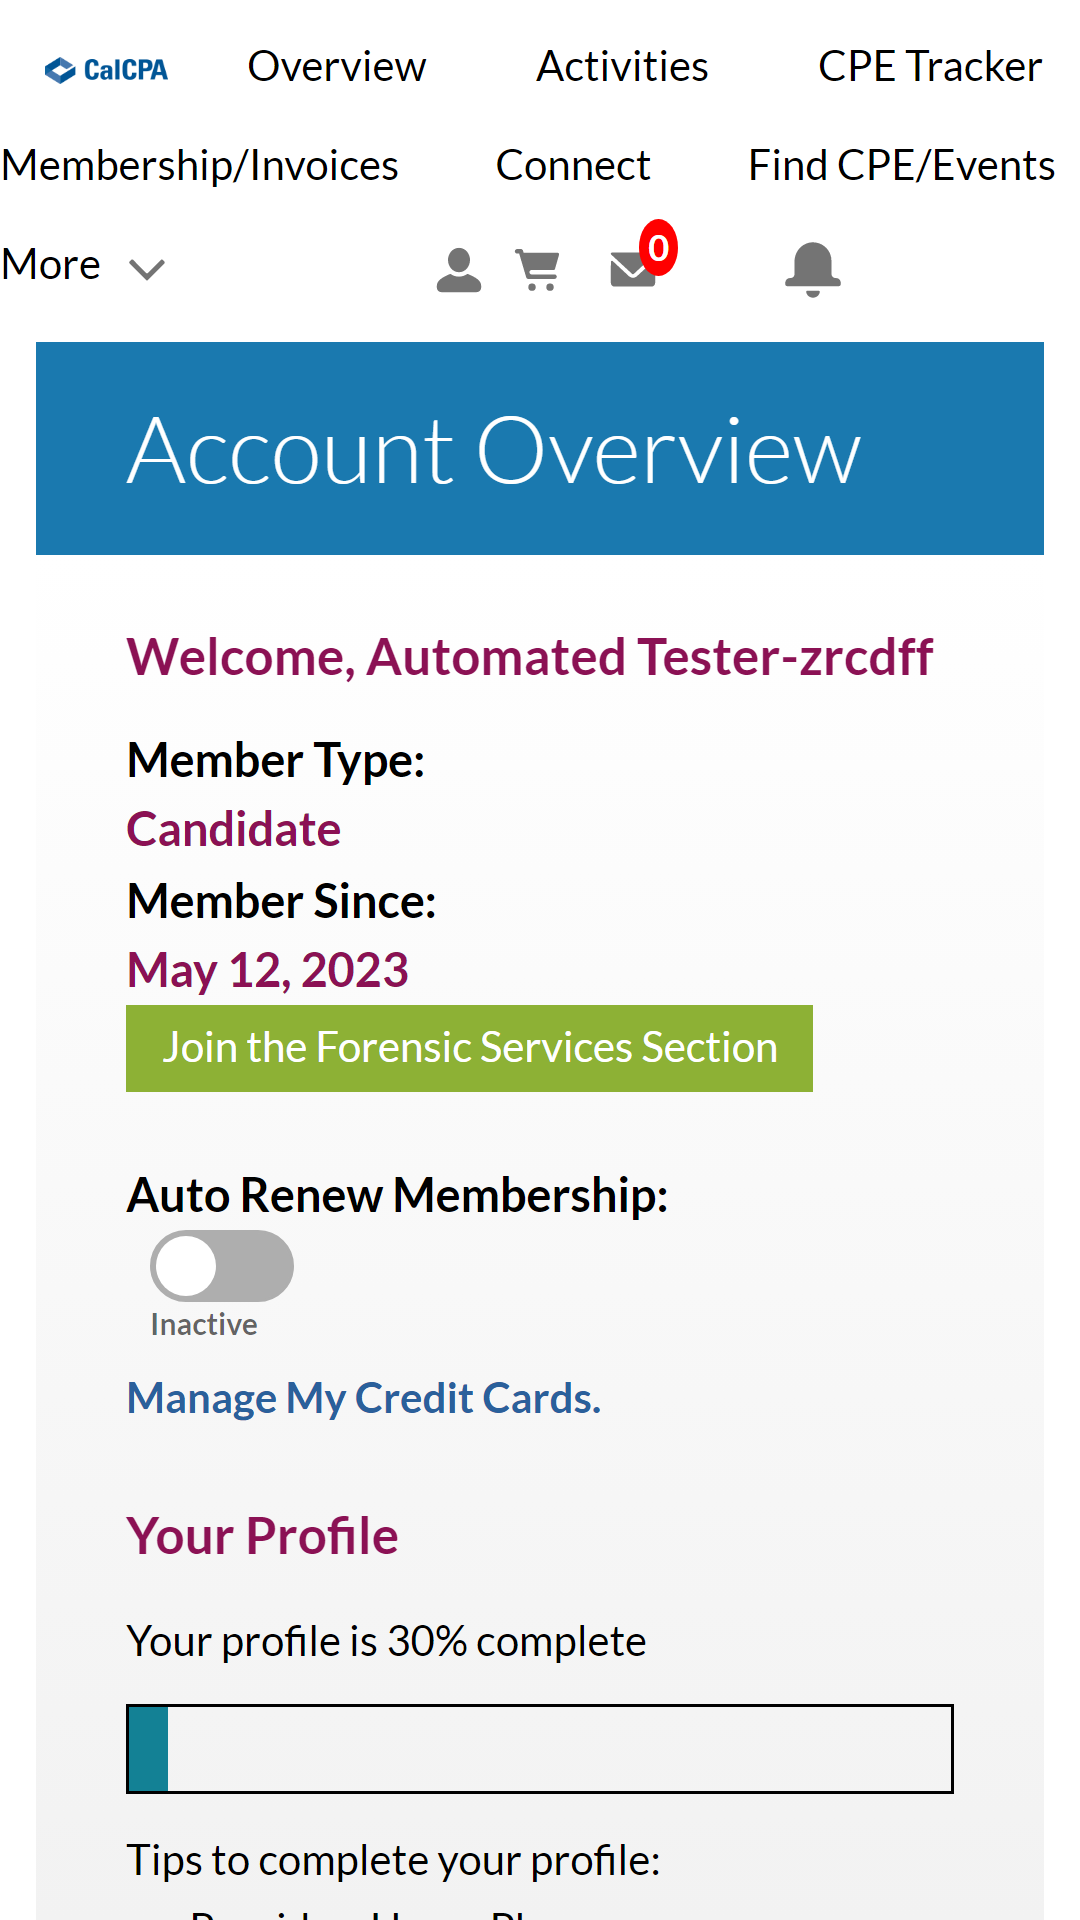 CalCPA Overview Activities CPE Tracker
Membership/Invoices Connect Find CPE/Events
More 0
Account Overview
Welcome, Automated Tester-zrcdff
Member Type:
Candidate
Member Since:
May 12, 2023
Join the Forensic Services Section
Auto Renew Membership:
Inactive
Manage My Credit Cards.
Your Profile
Your profile is 30% complete
Tips to complete your profile: